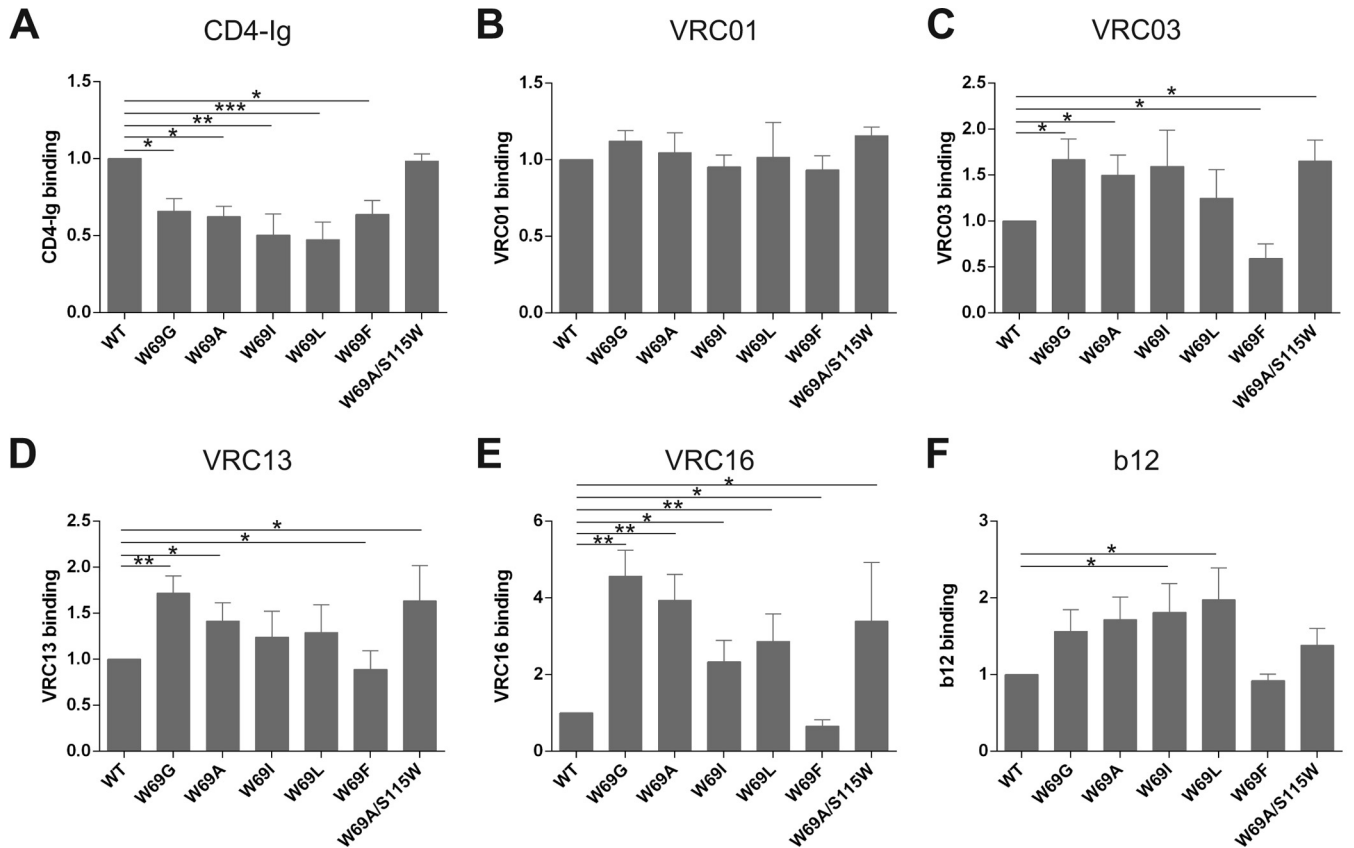 A
CD4-Ig
CD4-Ig binding
1.5
1.0
0.5
0.0
*
***
**
*
*
WT
W69G
W69A
W69I
W69L
W69F
W69A/S115W
B
VRC01
VRC01 binding
1.5
1.0
0.5
0.0
WT
W69G
W69A
W69I
W69L
W69F
W69A/S115W
C
VRC03
VRC03 binding
2.5
2.0
1.5
1.0
0.5
0.0
*
*
*
*
WT
W69G
W69A
W69I
W69L
W69F
W69A/S115W
D
VRC13
VRC13 binding
2.5
2.0
1.5
1.0
0.5
0.0
*
*
*
**
WT
W69G
W69A
W69I
W69L
W69F
W69A/S115W
E
VRC16
VRC16 binding
6
4
2
0
*
*
**
*
**
**
WT
W69G
W69A
W69I
W69L
W69F
W69A/S115W
F
b12
b12 binding
3
2
1
0
*
*
WT
W69G
W69A
W69I
W69L
W69F
W69A/S115W